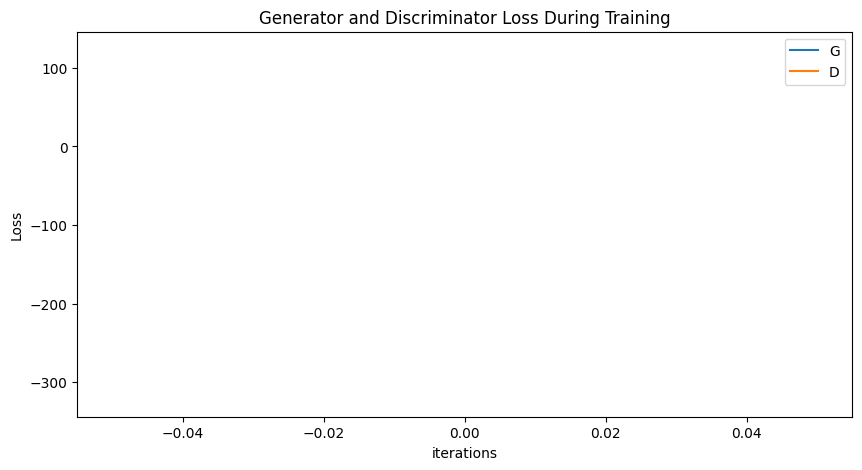 Generator and Discriminator Loss During Training
G
D
100
0
−100
−200
−300
Loss
−0.04
−0.02
0.00
0.02
0.04
iterations